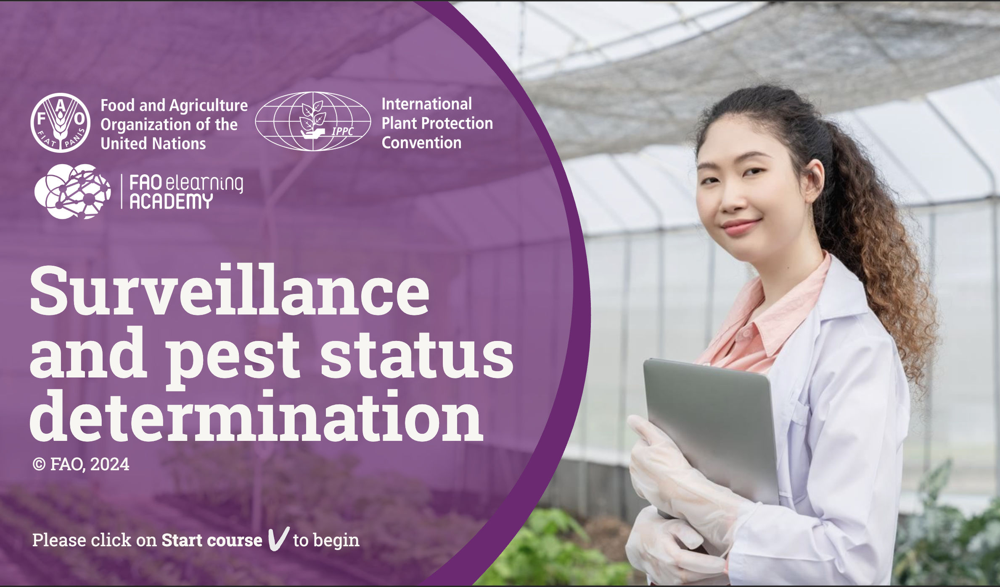 F A O
FIAT PANIS
Food and Agriculture
Organization of the
United Nations
IPPC
International
Plant Protection
Convention
FAO elearning
ACADEMY
Surveillance
and pest status
determination
© FAO, 2024
Please click on Start course to begin